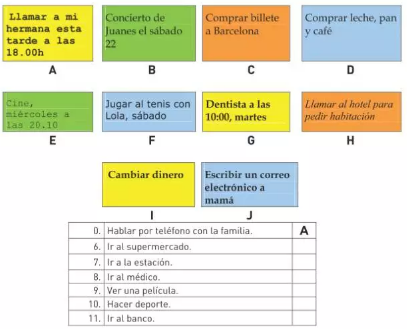 Llamar a mi
hermana esta
tarde a las
18.00h
A
Concierto de
Juanes el sábado
22
B
Comprar billete
a Barcelona
C
Comprar leche, pan
y café
D
Cine,
miércoles a
las 20.10
E
Jugar al tenis con
Lola, sábado
F
Dentista a las
10:00, martes
G
Llamar al hotel para
pedir habitación
H
Cambiar dinero
I
Escribir un correo
electrónico a
mamá
J
0. Hablar por teléfono con la familia. A
6. Ir al supermercado.
7. Ir a la estación.
8. Ir al médico.
9. Ver una película.
10. Hacer deporte.
11. Ir al banco.